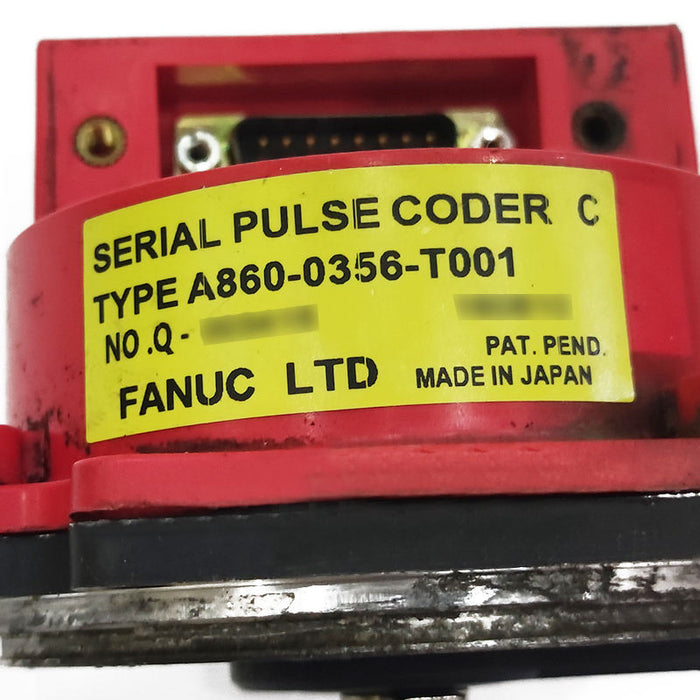 SERIAL PULSE CODER C
TYPE A860-0356-T001
NO.Q-
PAT. PEND.
FANUC LTD
MADE IN JAPAN